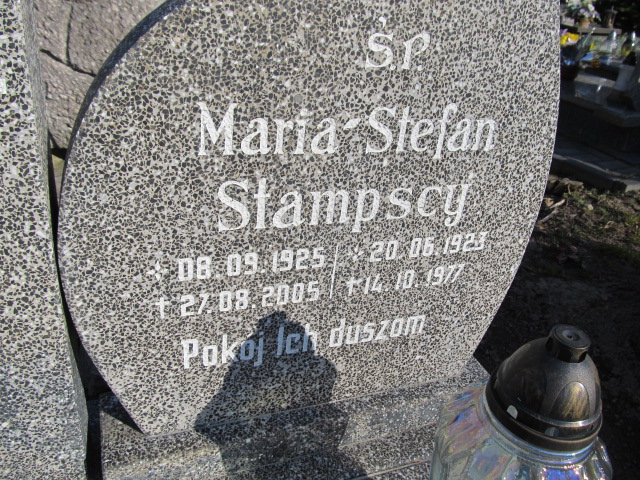 ŚP
Maria-Stefan
Stampscy
* 08.09.1925 * 20.06.1923
† 27.08.2005 † 14.10.1977
Pokój Ich duszom